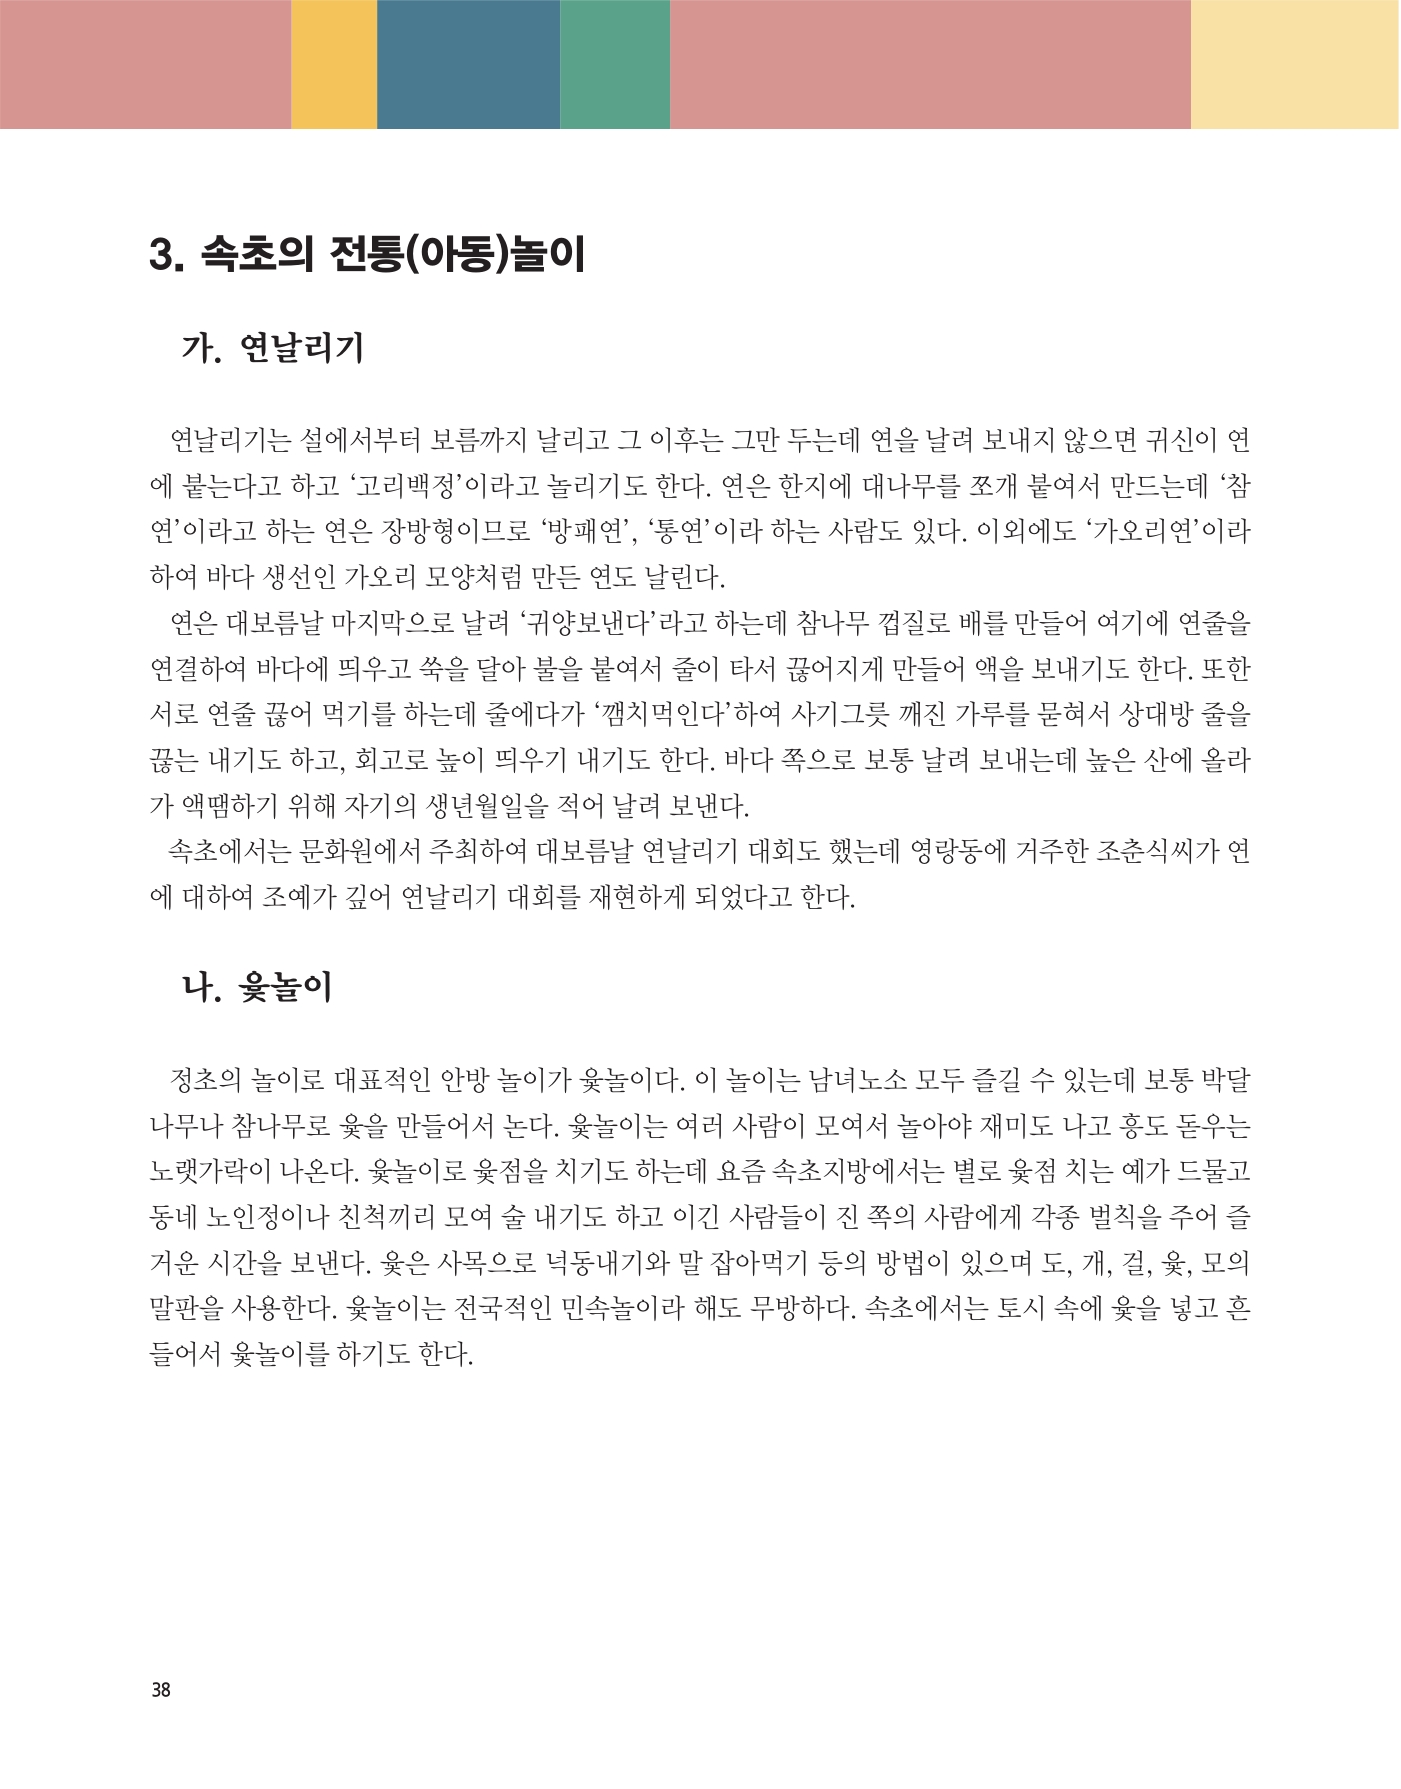 3. 속초의 전통(아동)놀이
가. 연날리기
연날리기는 설에서부터 보름까지 날리고 그 이후는 그만 두는데 연을 날려 보내지 않으면 귀신이 연
에 붙는다고 하고 ‘고리백정’이라고 놀리기도 한다. 연은 한지에 대나무를 쪼개 붙여서 만드는데 ‘참
연’이라고 하는 연은 장방형이므로 ‘방패연’, ‘통연’이라 하는 사람도 있다. 이외에도 ‘가오리연’이라
하여 바다 생선인 가오리 모양처럼 만든 연도 날린다.
연은 대보름날 마지막으로 날려 ‘귀양보낸다’라고 하는데 참나무 껍질로 배를 만들어 여기에 연줄을
연결하여 바다에 띄우고 쑥을 달아 불을 붙여서 줄이 타서 끊어지게 만들어 액을 보내기도 한다. 또한
서로 연줄 끊어 먹기를 하는데 줄에다가 ‘깸치먹인다’하여 사기그릇 깨진 가루를 묻혀서 상대방 줄을
끊는 내기도 하고, 회고로 높이 띄우기 내기도 한다. 바다 쪽으로 보통 날려 보내는데 높은 산에 올라
가 액땜하기 위해 자기의 생년월일을 적어 날려 보낸다.
속초에서는 문화원에서 주최하여 대보름날 연날리기 대회도 했는데 영랑동에 거주한 조춘식씨가 연
에 대하여 조예가 깊어 연날리기 대회를 재현하게 되었다고 한다.
나. 윷놀이
정초의 놀이로 대표적인 안방 놀이가 윷놀이다. 이 놀이는 남녀노소 모두 즐길 수 있는데 보통 박달
나무나 참나무로 윷을 만들어서 논다. 윷놀이는 여러 사람이 모여서 놀아야 재미도 나고 흥도 돋우는
노랫가락이 나온다. 윷놀이로 윷점을 치기도 하는데 요즘 속초지방에서는 별로 윷점 치는 예가 드물고
동네 노인정이나 친척끼리 모여 술 내기도 하고 이긴 사람들이 진 쪽의 사람에게 각종 벌칙을 주어 즐
거운 시간을 보낸다. 윷은 사목으로 넉동내기와 말 잡아먹기 등의 방법이 있으며 도, 개, 걸, 윷, 모의
말판을 사용한다. 윷놀이는 전국적인 민속놀이라 해도 무방하다. 속초에서는 토시 속에 윷을 넣고 흔
들어서 윷놀이를 하기도 한다.
38